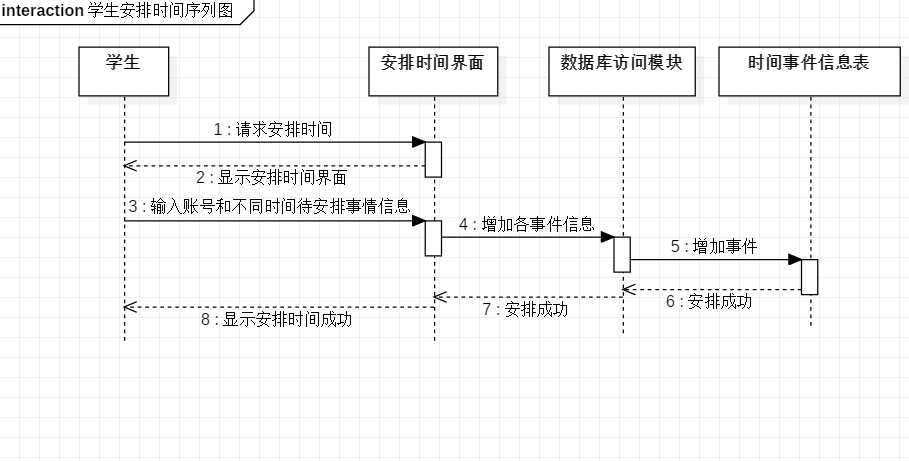 interaction 学生安排时间序列图
学生
安排时间界面
数据库访问模块
时间事件信息表
1 : 请求安排时间
2 : 显示安排时间界面
3 : 输入账号和不同时间待安排事情信息
4 : 增加各事件信息
5 : 增加事件
6 : 安排成功
7 : 安排成功
8 : 显示安排时间成功